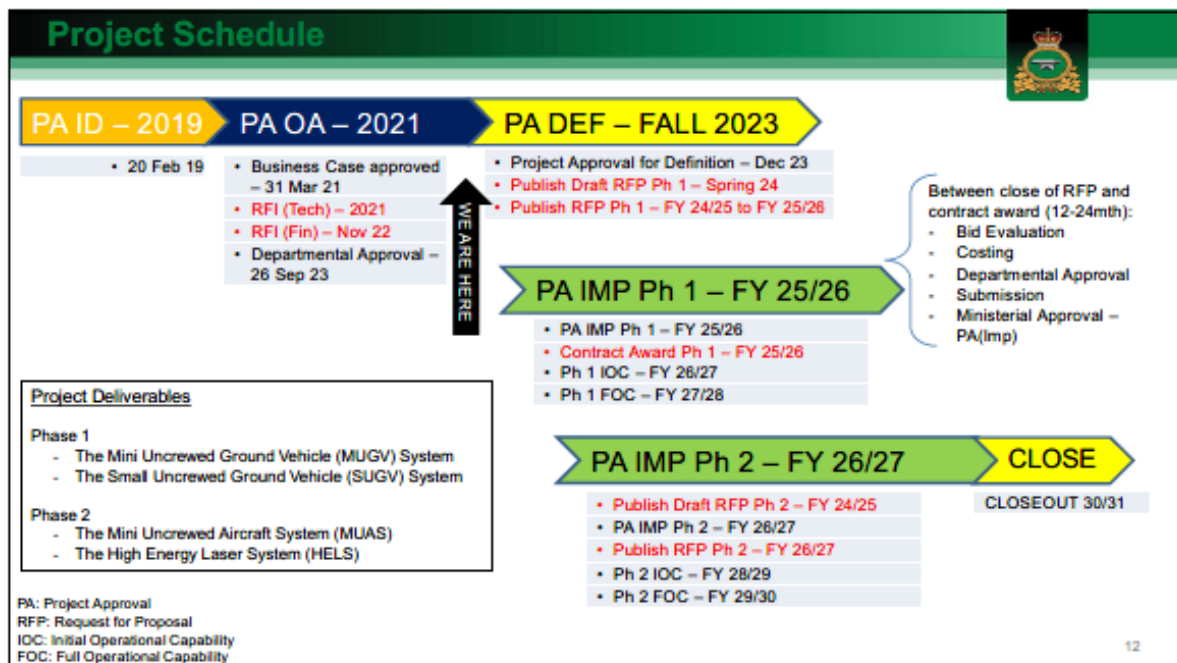 Project Schedule
PA ID – 2019
PA OA – 2021
PA DEF – FALL 2023
• 20 Feb 19
• Business Case approved
– 31 Mar 21
• RFI (Tech) – 2021
• RFI (Fin) – Nov 22
• Departmental Approval –
26 Sep 23
WE ARE HERE
• Project Approval for Definition – Dec 23
• Publish Draft RFP Ph 1 – Spring 24
• Publish RFP Ph 1 – FY 24/25 to FY 25/26
Between close of RFP and
contract award (12-24mth):
- Bid Evaluation
- Costing
- Departmental Approval
- Submission
- Ministerial Approval –
PA(Imp)
PA IMP Ph 1 – FY 25/26
• PA IMP Ph 1 – FY 25/26
• Contract Award Ph 1 – FY 25/26
• Ph 1 IOC – FY 26/27
• Ph 1 FOC – FY 27/28
Project Deliverables
Phase 1
- The Mini Uncrewed Ground Vehicle (MUGV) System
- The Small Uncrewed Ground Vehicle (SUGV) System
Phase 2
- The Mini Uncrewed Aircraft System (MUAS)
- The High Energy Laser System (HELS)
PA IMP Ph 2 – FY 26/27
CLOSE
• Publish Draft RFP Ph 2 – FY 24/25
• PA IMP Ph 2 – FY 26/27
• Publish RFP Ph 2 – FY 26/27
• Ph 2 IOC – FY 28/29
• Ph 2 FOC – FY 29/30
CLOSEOUT 30/31
PA: Project Approval
RFP: Request for Proposal
IOC: Initial Operational Capability
FOC: Full Operational Capability
12